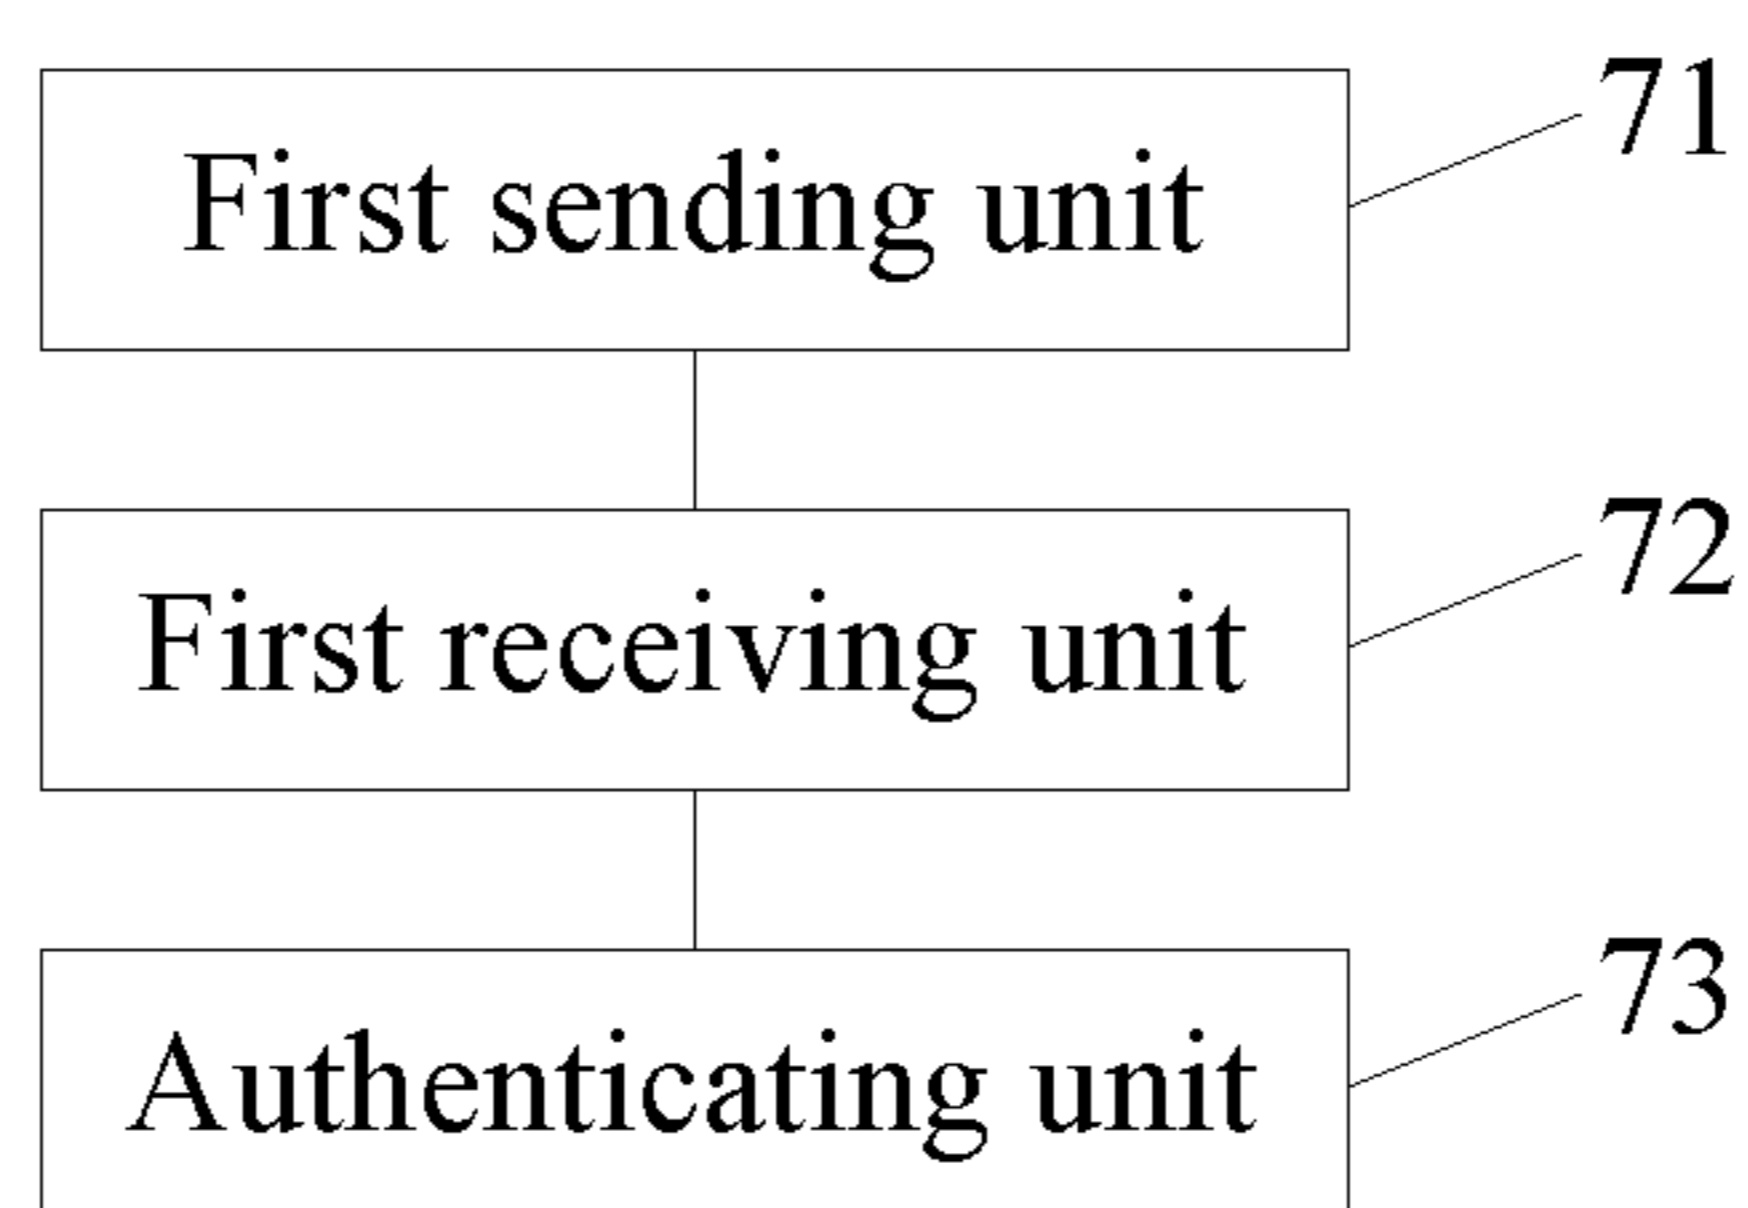 First sending unit
71
First receiving unit
72
Authenticating unit
73